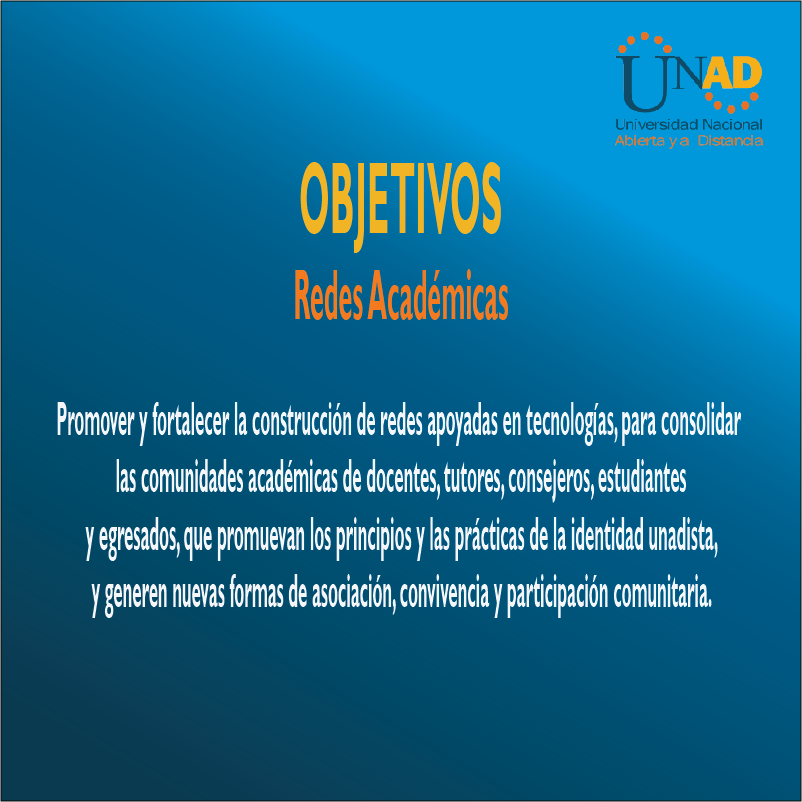 UNAD
Universidad Nacional
Abierta y a Distancia
OBJETIVOS
Redes Académicas
Promover y fortalecer la construcción de redes apoyadas en tecnologías, para consolidar
las comunidades académicas de docentes, tutores, consejeros, estudiantes
y egresados, que promuevan los principios y las prácticas de la identidad unadista,
y generen nuevas formas de asociación, convivencia y participación comunitaria.